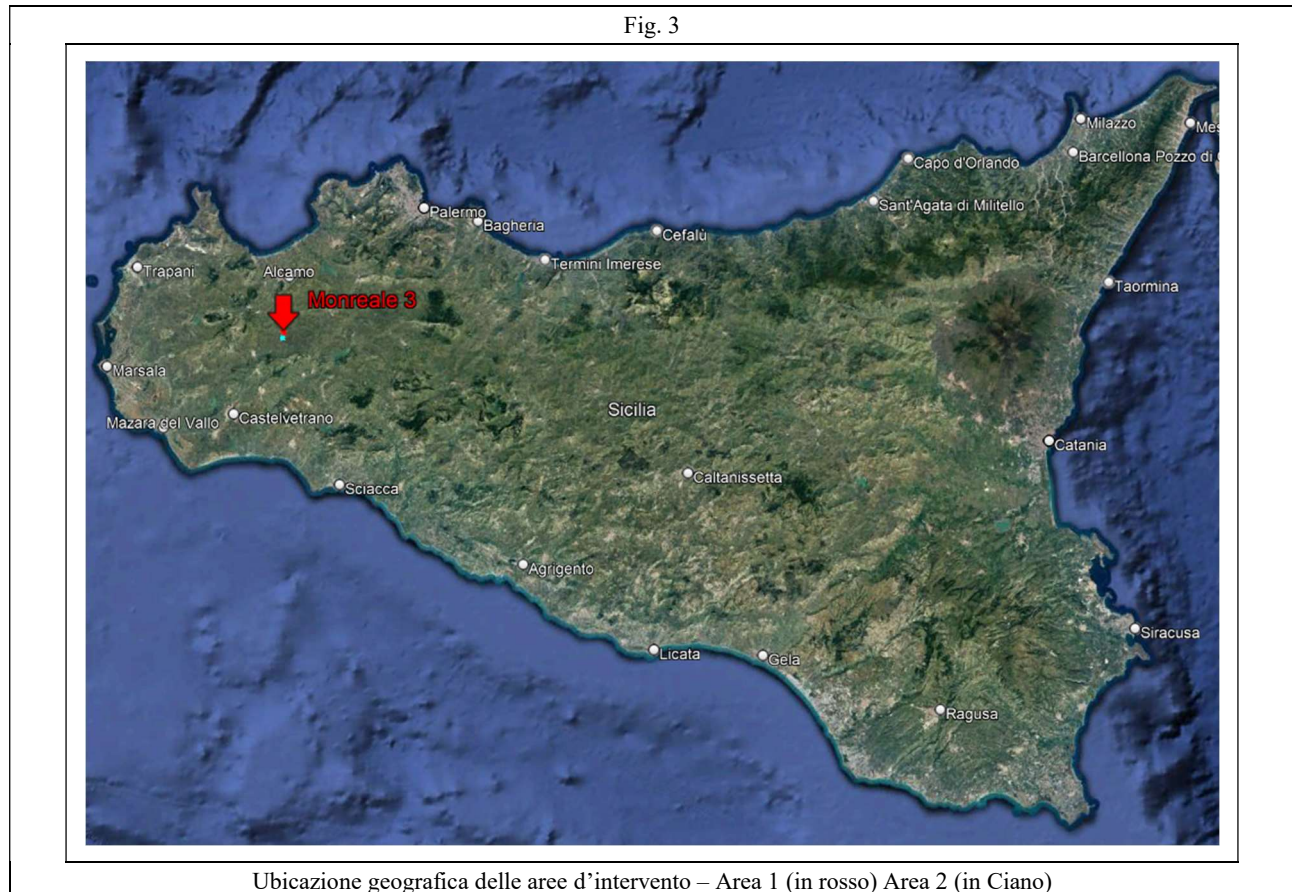 Fig. 3
Milazzo
Mes
Capo d'Orlando
Barcellona Pozzo di G
Sant'Agata di Militello
Palermo
Bagheria
Cefalù
Trapani
Alcamo
Termini Imerese
Taormina
Monreale 3
Marsala
Sicilia
Mazara del Vallo
Castelvetrano
Catania
Caltanissetta
Sciacca
Agrigento
Siracusa
Licata
Gela
Ragusa
Ubicazione geografica delle aree d'intervento – Area 1 (in rosso) Area 2 (in Ciano)